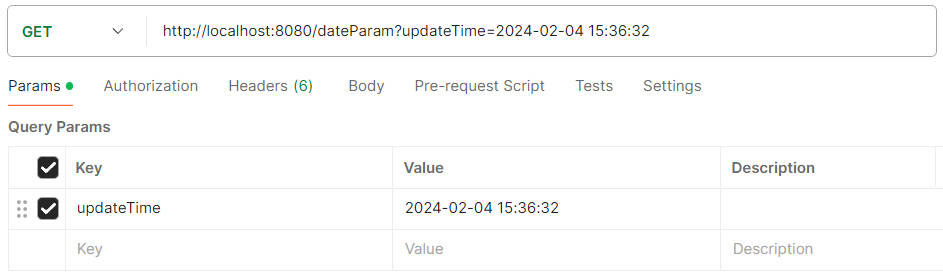 GET http://localhost:8080/dateParam?updateTime=2024-02-04 15:36:32
Params Authorization Headers (6) Body Pre-request Script Tests Settings
Query Params
Key Value Description
updateTime 2024-02-04 15:36:32
Key Value Description